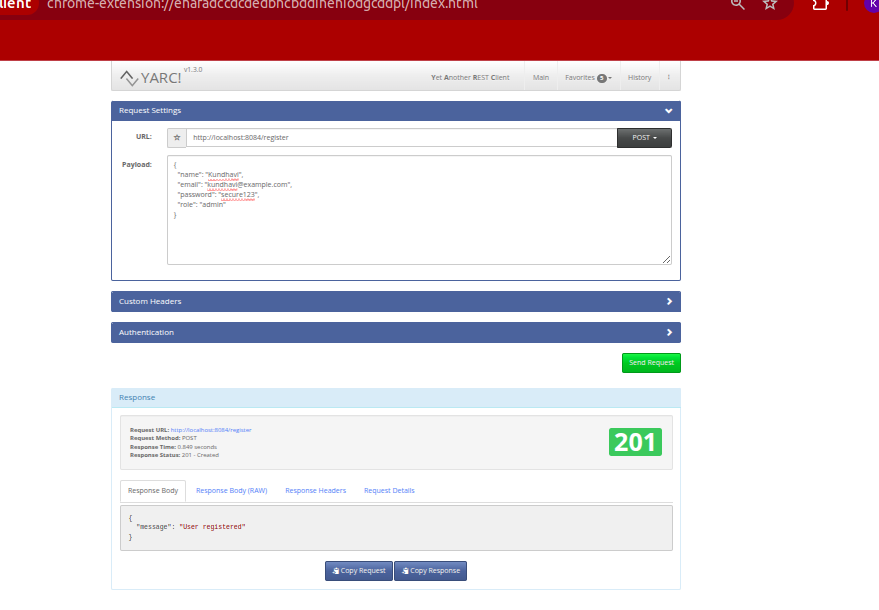 lient chrome-extension://ehafadccdcdedbhcbddihehiodgcddpl/index.html
K
YARC! v1.3.0
Yet Another REST Client Main Favorites 5 History
Request Settings
URL: http://localhost:8084/register POST
Payload:
{
"name": "Kundhavi",
"email": "kundhavi@example.com",
"password": "secure123",
"role": "admin"
}
Custom Headers
Authentication
Send Request
Response
Request URL: http://localhost:8084/register
Request Method: POST
Response Time: 0.849 seconds
Response Status: 201 - Created
201
Response Body Response Body (RAW) Response Headers Request Details
{
"message": "User registered"
}
Copy Request Copy Response